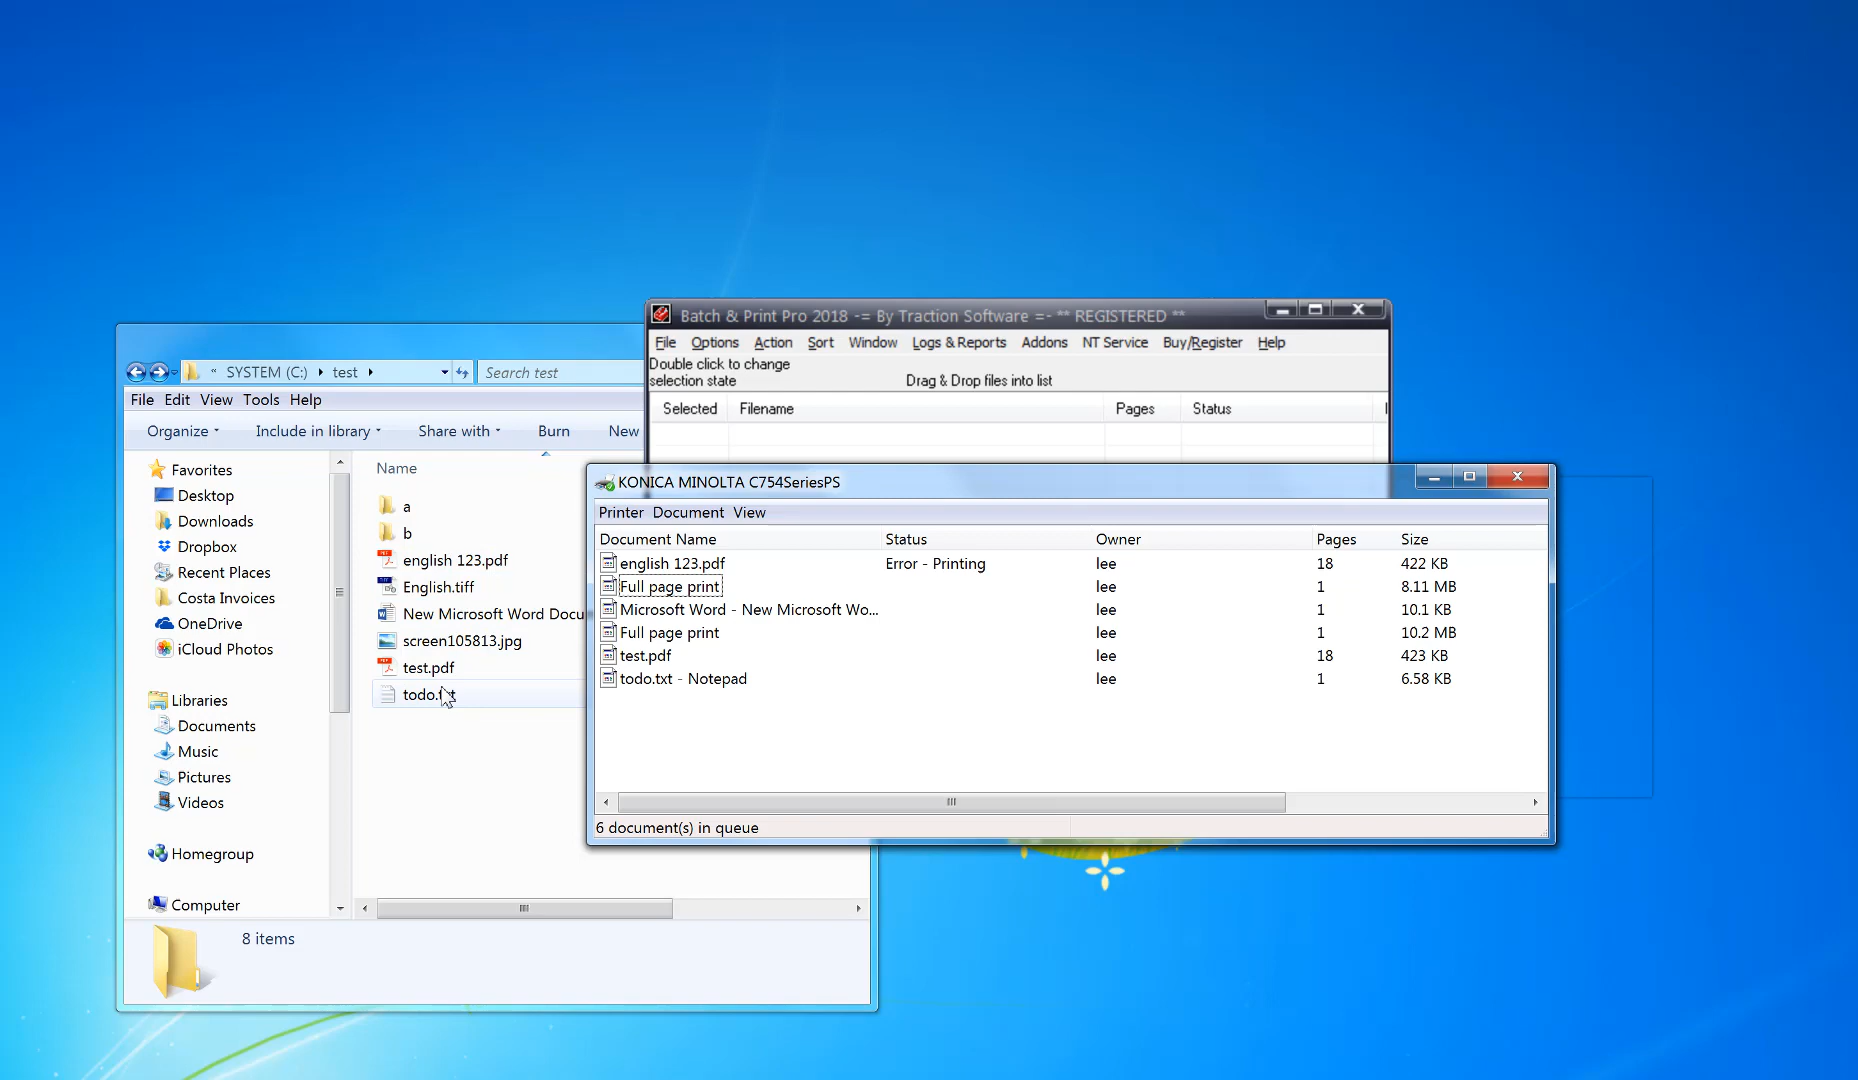 Batch & Print Pro 2018 -= By Traction Software =- ** REGISTERED **
File Options Action Sort Window Logs & Reports Addons NT Service Buy/Register Help
Double click to change
selection state
Drag & Drop files into list
Selected Filename Pages Status
« SYSTEM (C:) test
Search test
File Edit View Tools Help
Organize Include in library Share with Burn New
Favorites
Desktop
Downloads
Dropbox
Recent Places
Costa Invoices
OneDrive
iCloud Photos
Libraries
Documents
Music
Pictures
Videos
Homegroup
Computer
Name
a
b
english 123.pdf
English.tiff
New Microsoft Word Docu
screen105813.jpg
test.pdf
todo.txt
8 items
KONICA MINOLTA C754SeriesPS
Printer Document View
Document Name Status Owner Pages Size
english 123.pdf Error - Printing lee 18 422 KB
Full page print lee 1 8.11 MB
Microsoft Word - New Microsoft Wo... lee 1 10.1 KB
Full page print lee 1 10.2 MB
test.pdf lee 18 423 KB
todo.txt - Notepad lee 1 6.58 KB
6 document(s) in queue